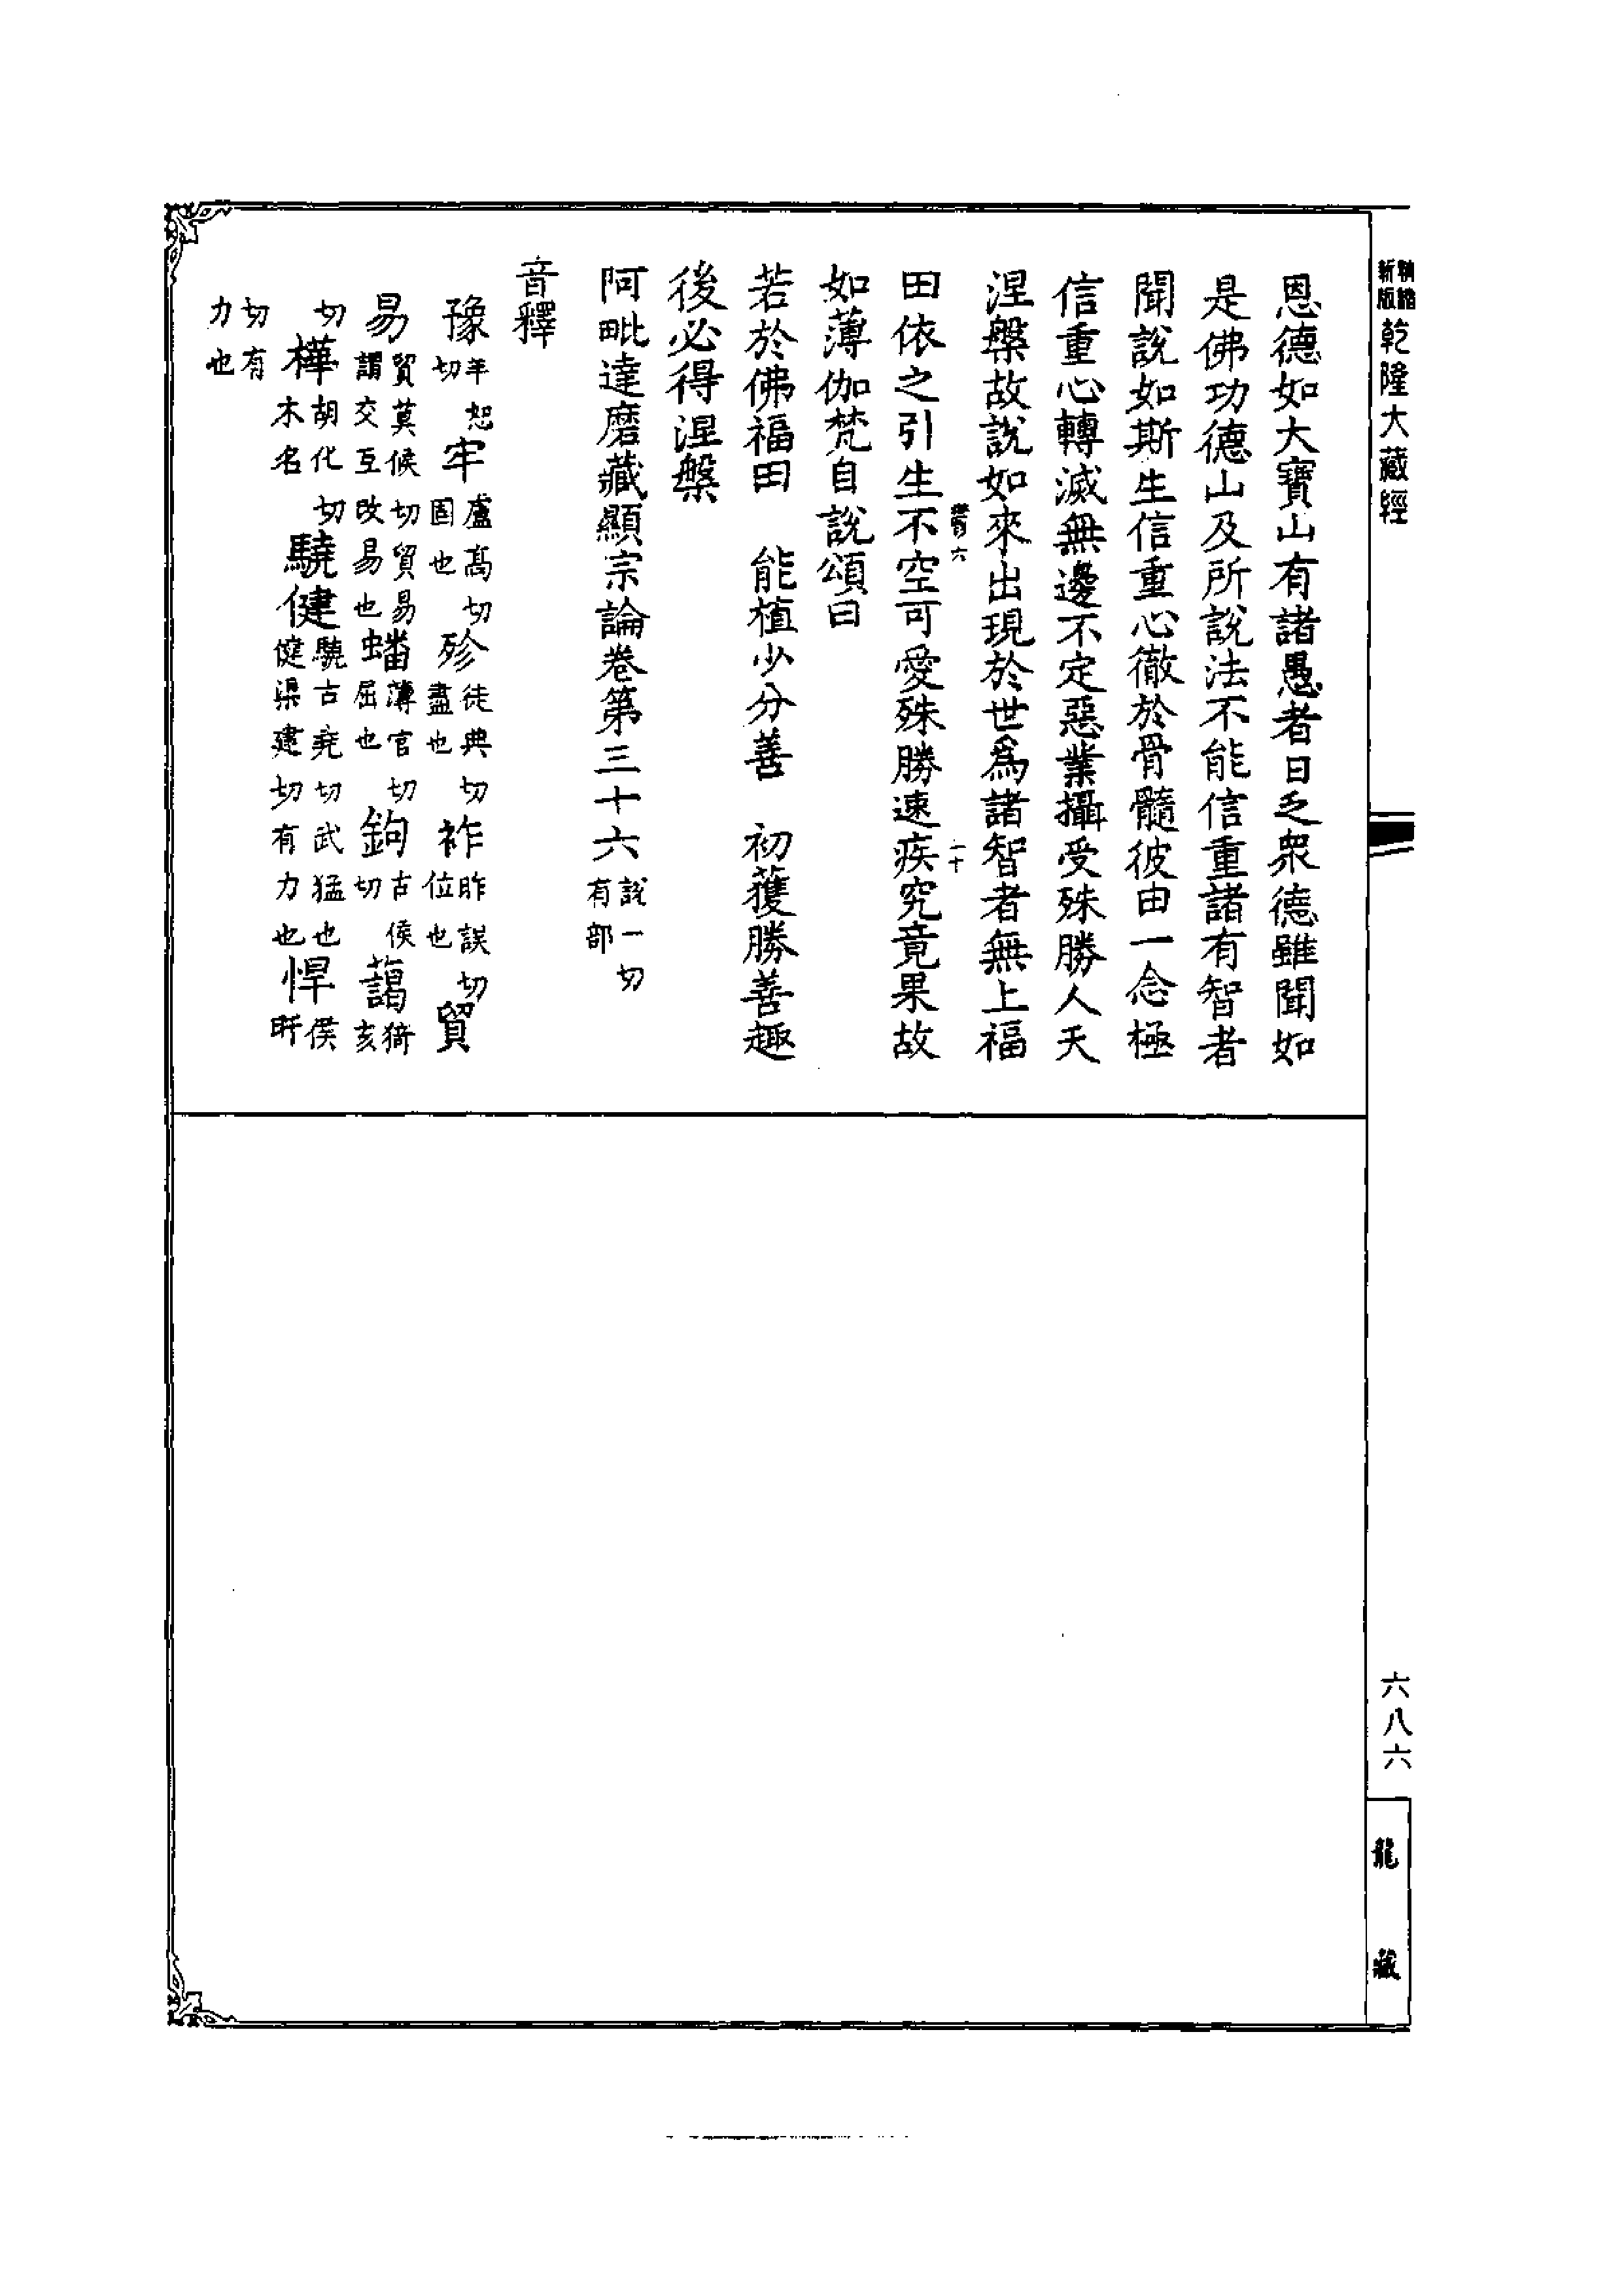 精縮新版乾隆大藏經
恩德如大寶山有諸愚者日乏衆德雖聞如
是佛功德山及所說法不能信重諸有智者
聞說如斯生信重心徹於骨髓彼由一念極
信重心轉滅無邊不定惡業攝受殊勝人天
涅槃故說如來出現於世爲諸智者無上福
六 二十
田依之引生不空可愛殊勝速疾究竟果故
如薄伽梵自說頌曰
若於佛福田 能植少分善 初獲勝善趣
後必得涅槃
阿毗達磨藏顯宗論卷第三十六 說一切有部
音釋
豫 羊恕切 牢 盧高切固也 殄 徒典切盡也 祚 昨誤切位也 貿
易 貿莫候切貿易謂交互改易也 蟠 薄官切屈也 鉤 古侯切 藹 猗亥
切 樺 胡化切木名 驍健 驍古堯切武猛也健渠建切有力也 悍 侯旰
切有力也
六八六
龍藏